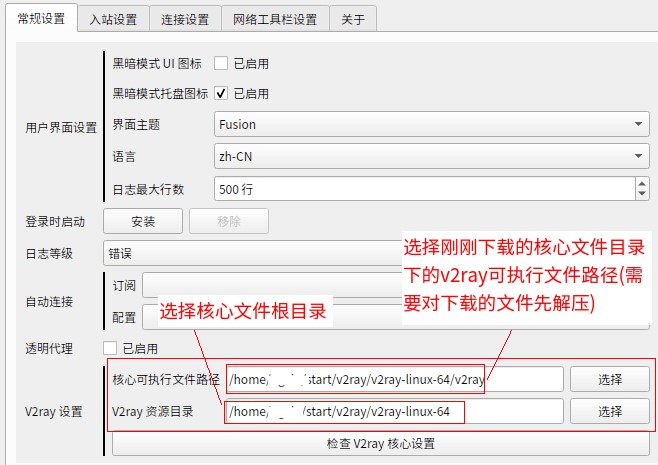 常规设置 入站设置 连接设置 网络工具栏设置 关于
黑暗模式 UI 图标 已启用
黑暗模式托盘图标 已启用
用户界面设置
界面主题 Fusion
语言 zh-CN
日志最大行数 500 行
登录时启动 安装 移除
日志等级 错误
选择刚刚下载的核心文件目录
下的v2ray可执行文件路径(需
要对下载的文件先解压)
自动连接
订阅
配置
选择核心文件根目录
透明代理 已启用
V2ray 设置
核心可执行文件路径 /home/ /start/v2ray/v2ray-linux-64/v2ray 选择
V2ray 资源目录 /home/ /start/v2ray/v2ray-linux-64 选择
检查 V2ray 核心设置